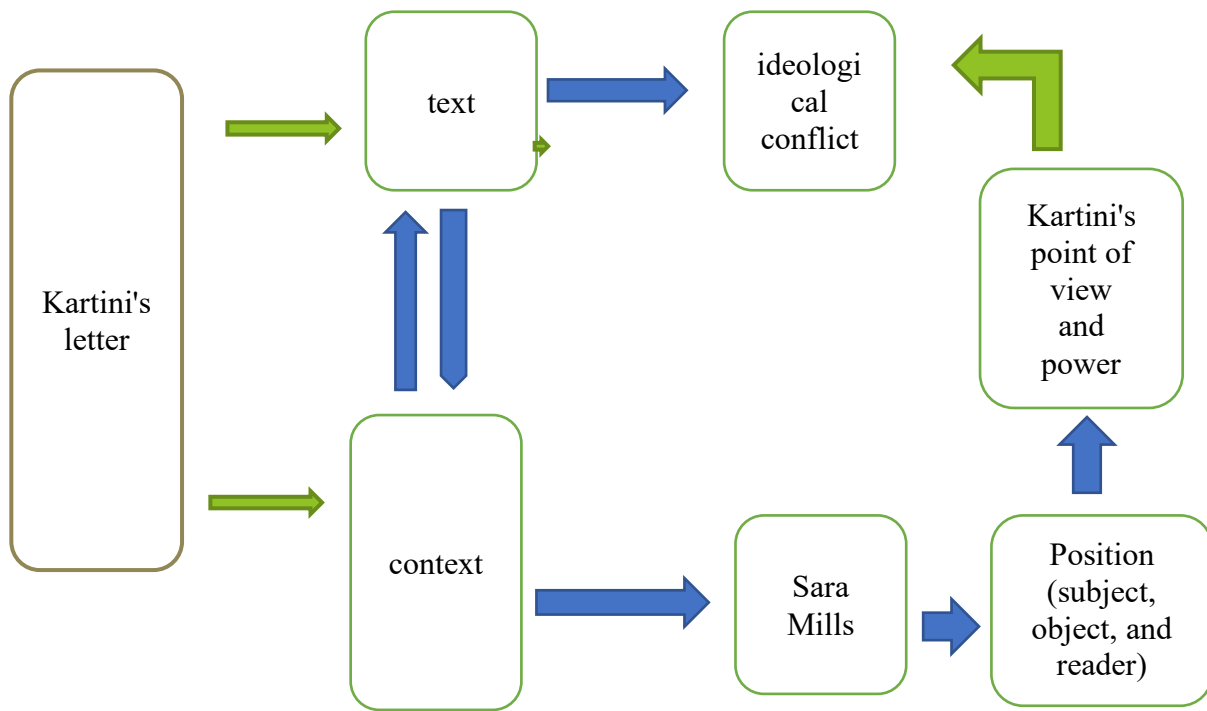 Kartini's
letter
text
ideologi
cal
conflict
Kartini's
point of
view
and
power
context
Sara
Mills
Position
(subject,
object, and
reader)